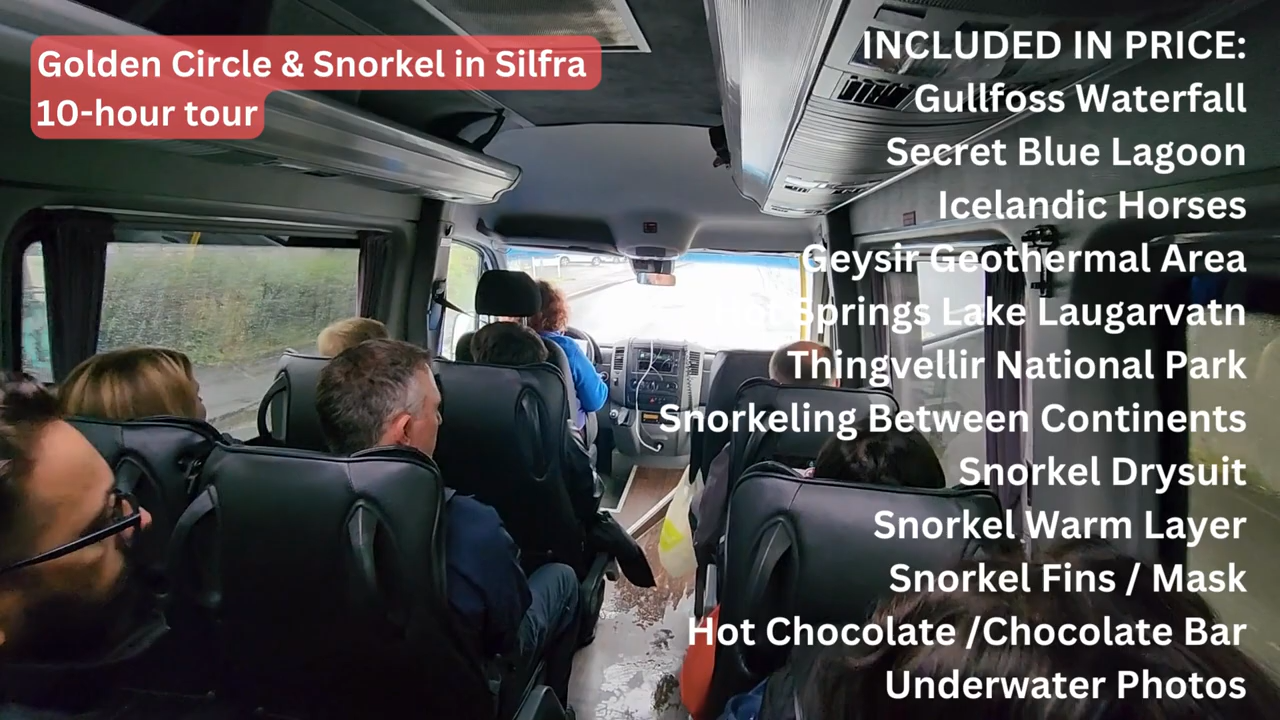 Golden Circle & Snorkel in Silfra
10-hour tour
INCLUDED IN PRICE:
Gullfoss Waterfall
Secret Blue Lagoon
Icelandic Horses
Geysir Geothermal Area
Hot Springs Lake Laugarvatn
Thingvellir National Park
Snorkeling Between Continents
Snorkel Drysuit
Snorkel Warm Layer
Snorkel Fins / Mask
Hot Chocolate /Chocolate Bar
Underwater Photos